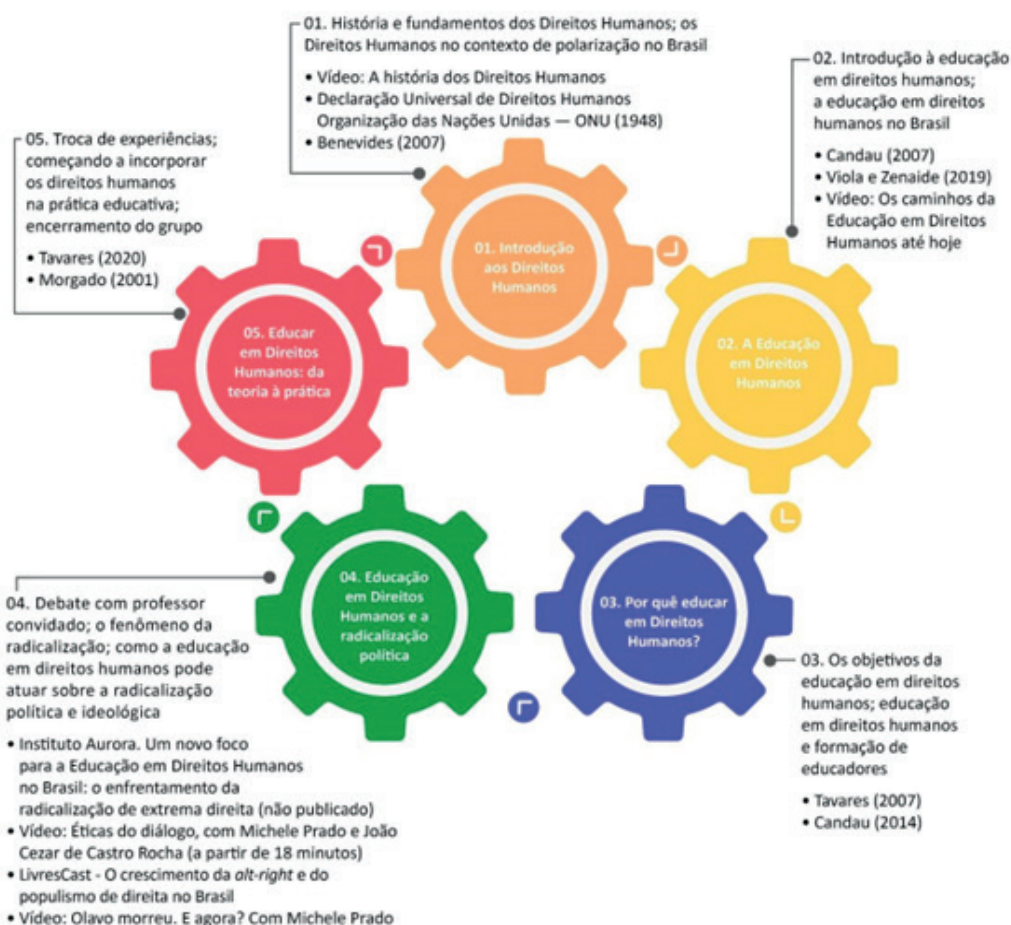 01. História e fundamentos dos Direitos Humanos; os
Direitos Humanos no contexto de polarização no Brasil
• Vídeo: A história dos Direitos Humanos
• Declaração Universal de Direitos Humanos
Organização das Nações Unidas — ONU (1948)
• Benevides (2007)
02. Introdução à educação
em direitos humanos;
a educação em direitos
humanos no Brasil
• Candau (2007)
• Viola e Zenaide (2019)
• Vídeo: Os caminhos da
Educação em Direitos
Humanos até hoje
05. Troca de experiências;
começando a incorporar
os direitos humanos
na prática educativa;
encerramento do grupo
• Tavares (2020)
• Morgado (2001)
01. Introdução
aos Direitos
Humanos
02. A Educação
em Direitos
Humanos
05. Educar
em Direitos
Humanos: da
teoria à prática
04. Educação
em Direitos
Humanos e a
radicalização
política
03. Por quê educar
em Direitos
Humanos?
04. Debate com professor
convidado; o fenômeno da
radicalização; como a educação
em direitos humanos pode
atuar sobre a radicalização
política e ideológica
• Instituto Aurora. Um novo foco
para a Educação em Direitos Humanos
no Brasil: o enfrentamento da
radicalização de extrema direita (não publicado)
• Vídeo: Éticas do diálogo, com Michele Prado e João
Cezar de Castro Rocha (a partir de 18 minutos)
• LivresCast - O crescimento da alt-right e do
populismo de direita no Brasil
• Vídeo: Olavo morreu. E agora? Com Michele Prado
03. Os objetivos da
educação em direitos
humanos; educação
em direitos humanos
e formação de
educadores
• Tavares (2007)
• Candau (2014)